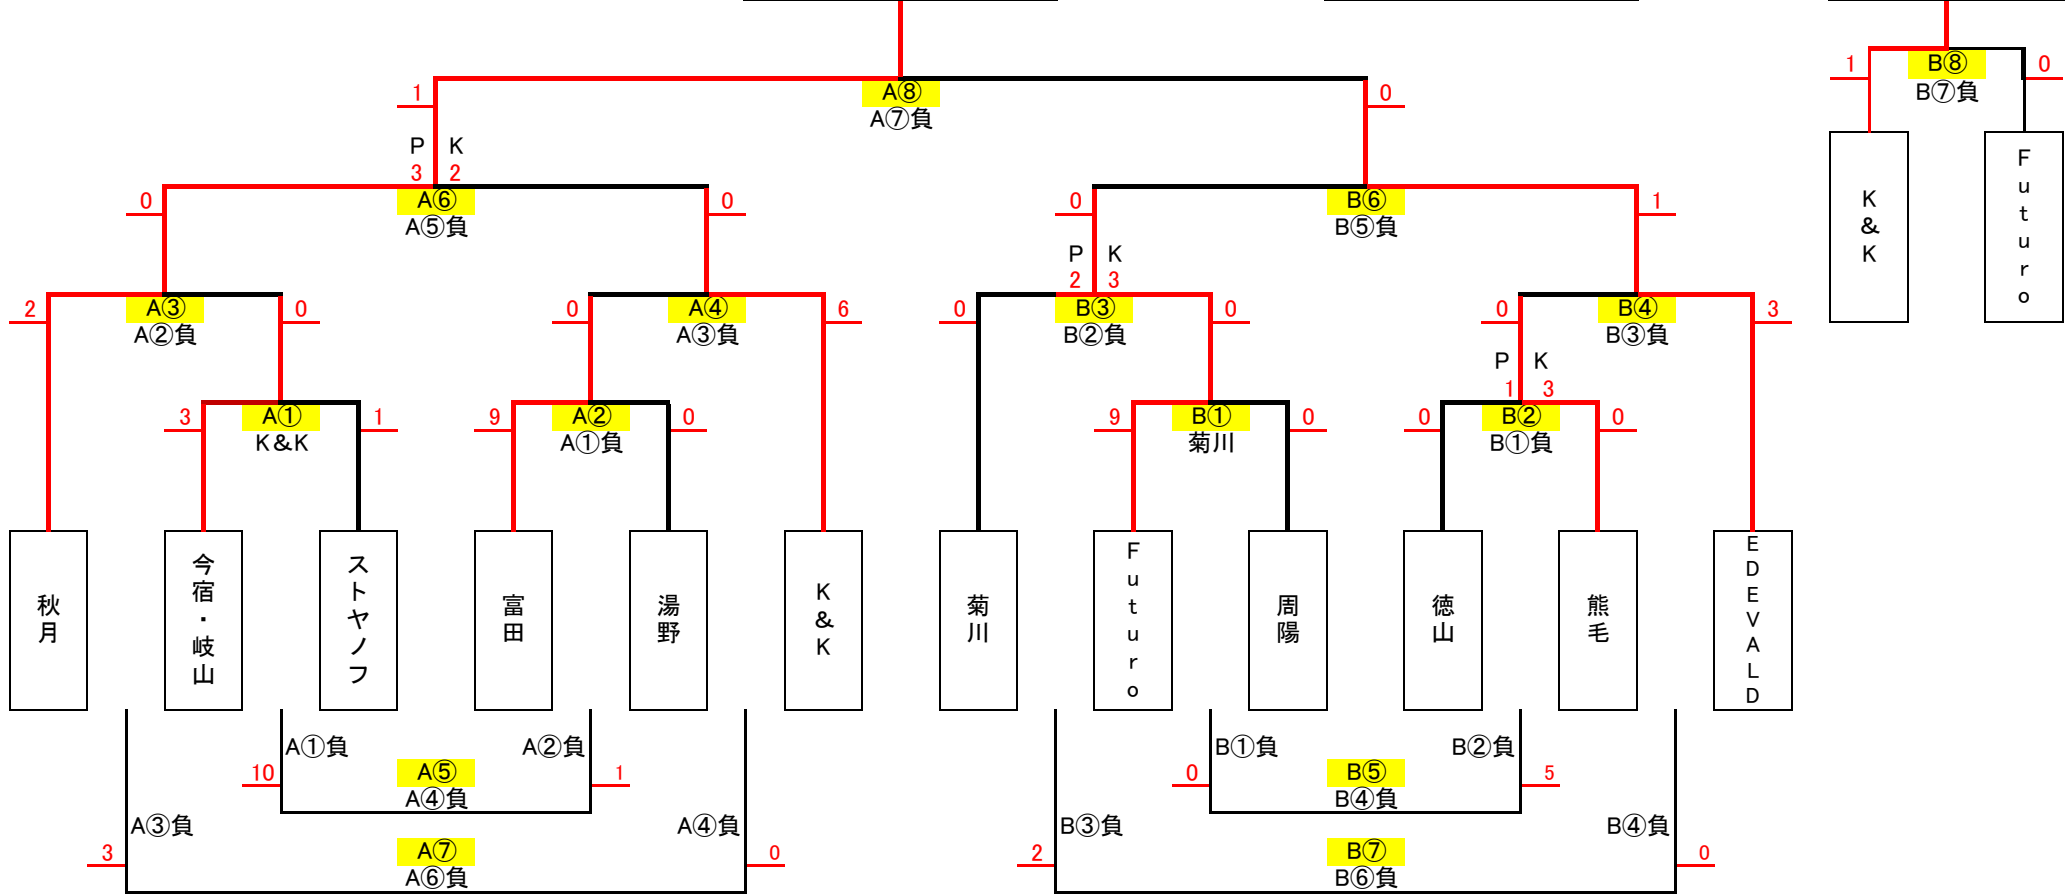 1
B⑧
0
B⑦負
1
A⑧
0
A⑦負
P K
3 2
Futuro
K&K
0
A⑥
0
A⑤負
0
B⑥
1
B⑤負
P K
2 3
2
A③
0
A②負
0
A④
6
A③負
0
B③
0
B②負
0
B④
3
B③負
P K
1 3
3
A①
1
K&K
9
A②
0
A①負
9
B①
0
菊川
0
B②
0
B①負
秋月
今宿・岐山
ストヤノフ
富田
湯野
K&K
菊川
Futuro
周陽
徳山
熊毛
EDEVALD
A①負
A②負
10
A⑤
1
A④負
B①負
B②負
0
B⑤
5
B④負
A③負
A④負
3
A⑦
0
A⑥負
B③負
B④負
2
B⑦
0
B⑥負